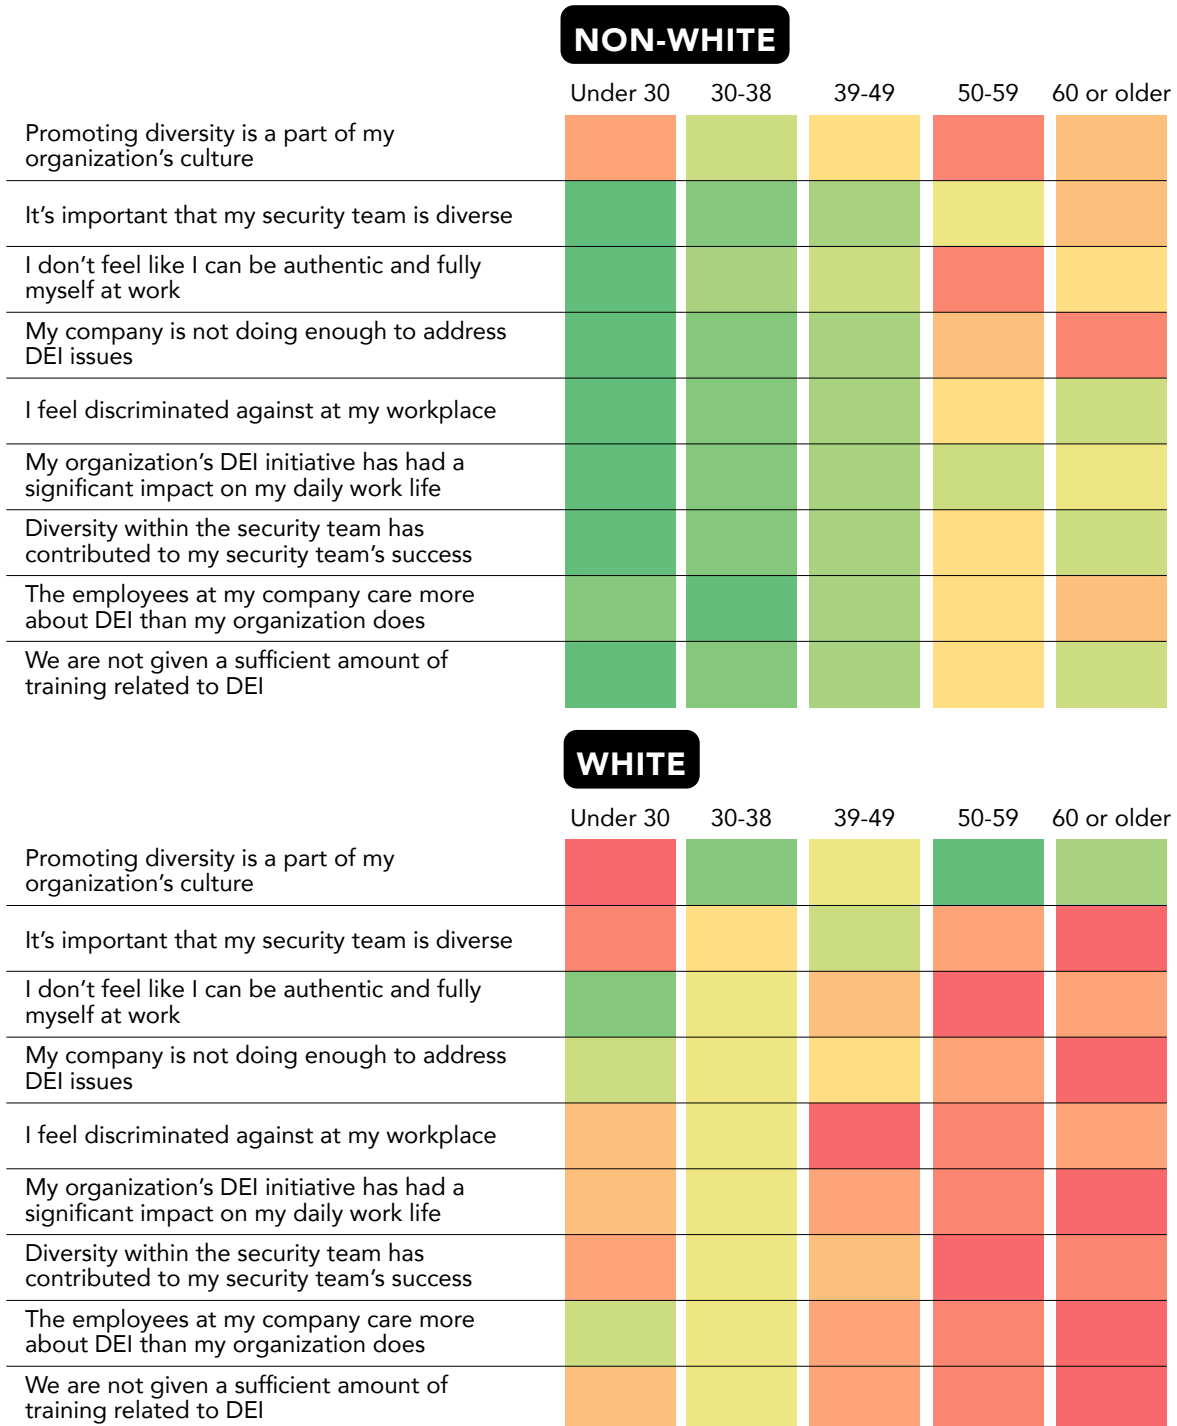 NON-WHITE
Under 30 30-38 39-49 50-59 60 or older
Promoting diversity is a part of my
organization’s culture
It’s important that my security team is diverse
I don’t feel like I can be authentic and fully
myself at work
My company is not doing enough to address
DEI issues
I feel discriminated against at my workplace
My organization’s DEI initiative has had a
significant impact on my daily work life
Diversity within the security team has
contributed to my security team’s success
The employees at my company care more
about DEI than my organization does
We are not given a sufficient amount of
training related to DEI
WHITE
Under 30 30-38 39-49 50-59 60 or older
Promoting diversity is a part of my
organization’s culture
It’s important that my security team is diverse
I don’t feel like I can be authentic and fully
myself at work
My company is not doing enough to address
DEI issues
I feel discriminated against at my workplace
My organization’s DEI initiative has had a
significant impact on my daily work life
Diversity within the security team has
contributed to my security team’s success
The employees at my company care more
about DEI than my organization does
We are not given a sufficient amount of
training related to DEI